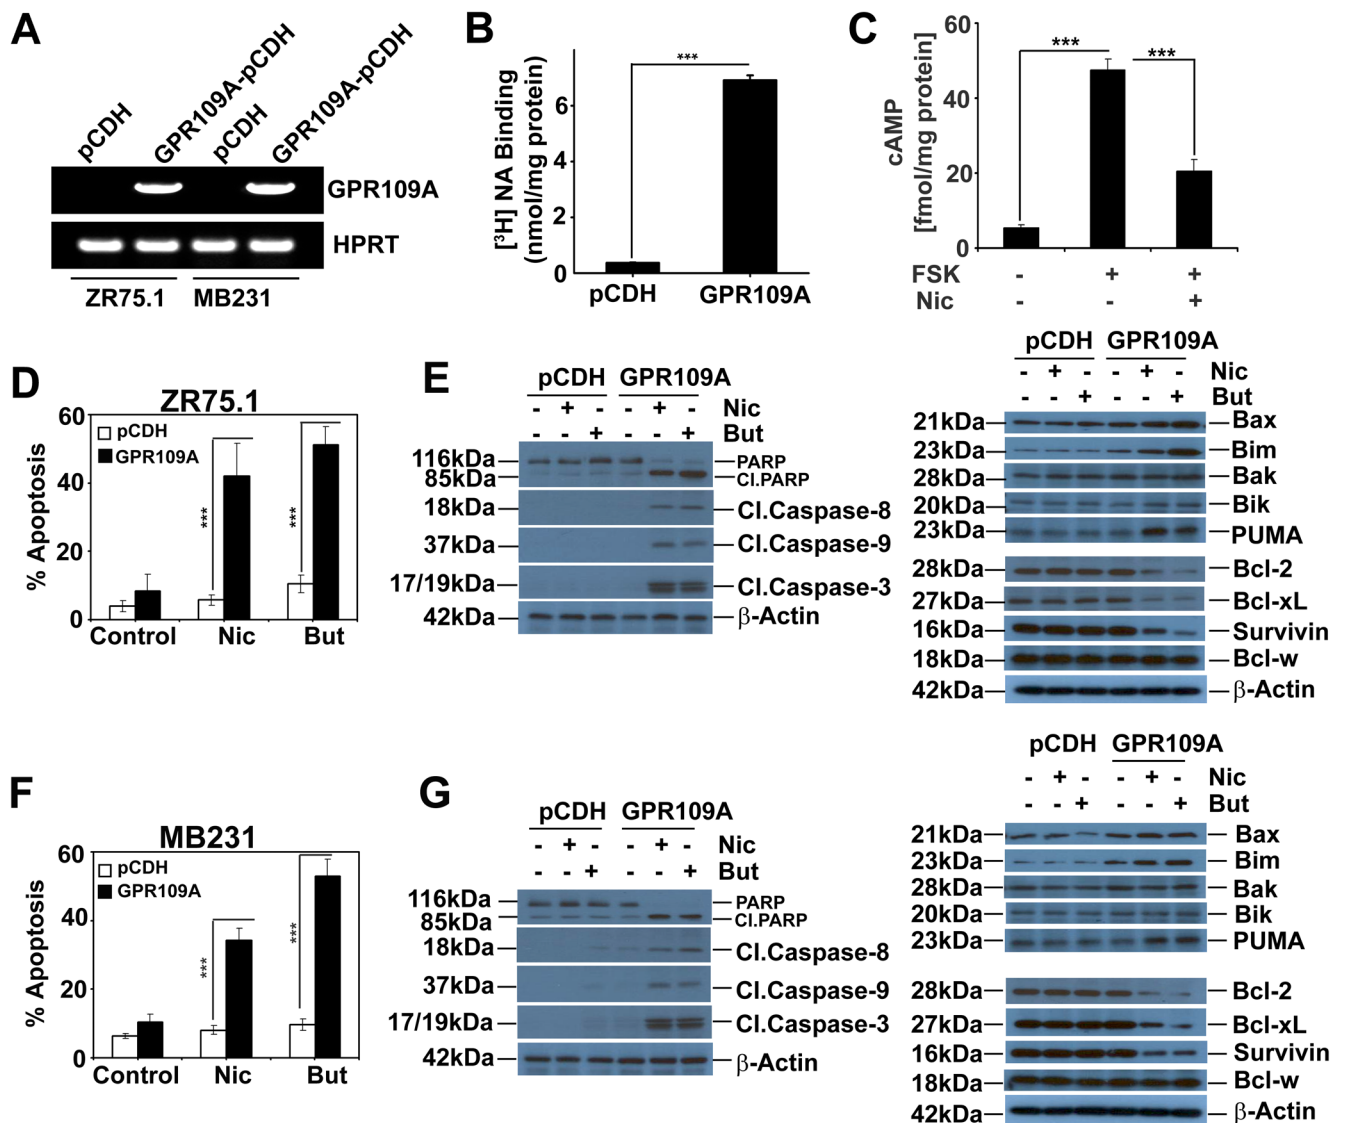 A
pCDH
GPR109A-pCDH
pCDH
GPR109A-pCDH
GPR109A
HPRT
ZR75.1 MB231
B
[³H] NA Binding
(nmol/mg protein)
6
4
2
0
***
pCDH GPR109A
C
cAMP
[fmol/mg protein]
60
40
20
0
*** ***
FSK - + +
Nic - - +
D
ZR75.1
% Apoptosis
60
40
20
0
pCDH
GPR109A
*** ***
Control Nic But
E
pCDH GPR109A
- + - - + - Nic
- - + - - + But
116kDa PARP
85kDa Cl.PARP
18kDa Cl.Caspase-8
37kDa Cl.Caspase-9
17/19kDa Cl.Caspase-3
42kDa β-Actin
pCDH GPR109A
- + - - + - Nic
- - + - - + But
21kDa Bax
23kDa Bim
28kDa Bak
20kDa Bik
23kDa PUMA
28kDa Bcl-2
27kDa Bcl-xL
16kDa Survivin
18kDa Bcl-w
42kDa β-Actin
F
MB231
% Apoptosis
60
40
20
0
pCDH
GPR109A
*** ***
Control Nic But
G
pCDH GPR109A
- + - - + - Nic
- - + - - + But
116kDa PARP
85kDa Cl.PARP
18kDa Cl.Caspase-8
37kDa Cl.Caspase-9
17/19kDa Cl.Caspase-3
42kDa β-Actin
pCDH GPR109A
- + - - + - Nic
- - + - - + But
21kDa Bax
23kDa Bim
28kDa Bak
20kDa Bik
23kDa PUMA
28kDa Bcl-2
27kDa Bcl-xL
16kDa Survivin
18kDa Bcl-w
42kDa β-Actin